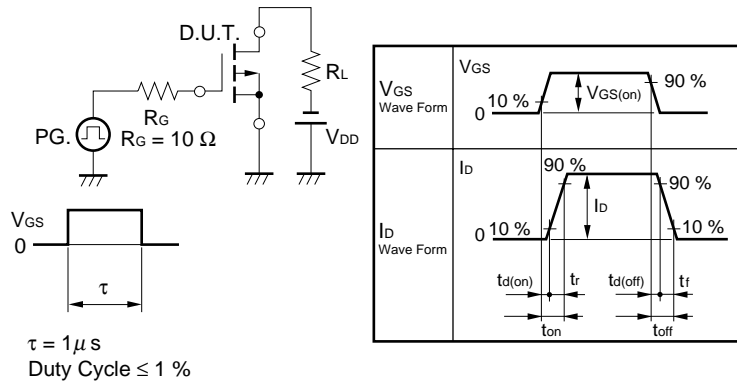 D.U.T.
RL
RG
RG = 10 Ω
PG.
VDD
VGS
0
τ
τ = 1μ s
Duty Cycle ≤ 1 %
VGS
Wave Form
VGS
10 %
0
VGS(on)
90 %
ID
Wave Form
ID
90 %
0 10 %
ID
90 %
10 %
td(on) tr td(off) tf
ton toff